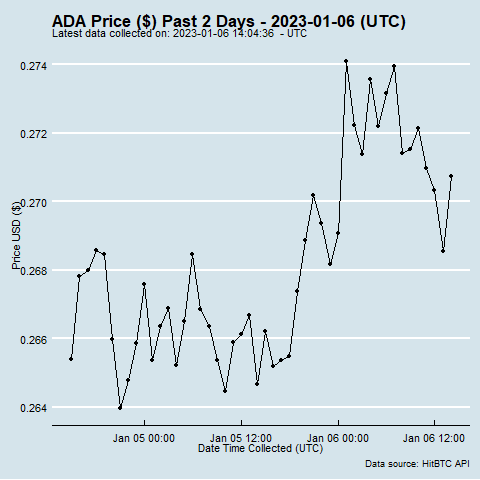 ADA Price ($) Past 2 Days - 2023-01-06 (UTC)
Latest data collected on: 2023-01-06 14:04:36 - UTC
0.274
0.272
0.270
0.268
0.266
0.264
Price USD ($)
Jan 05 00:00
Jan 05 12:00
Jan 06 00:00
Jan 06 12:00
Date Time Collected (UTC)
Data source: HitBTC API